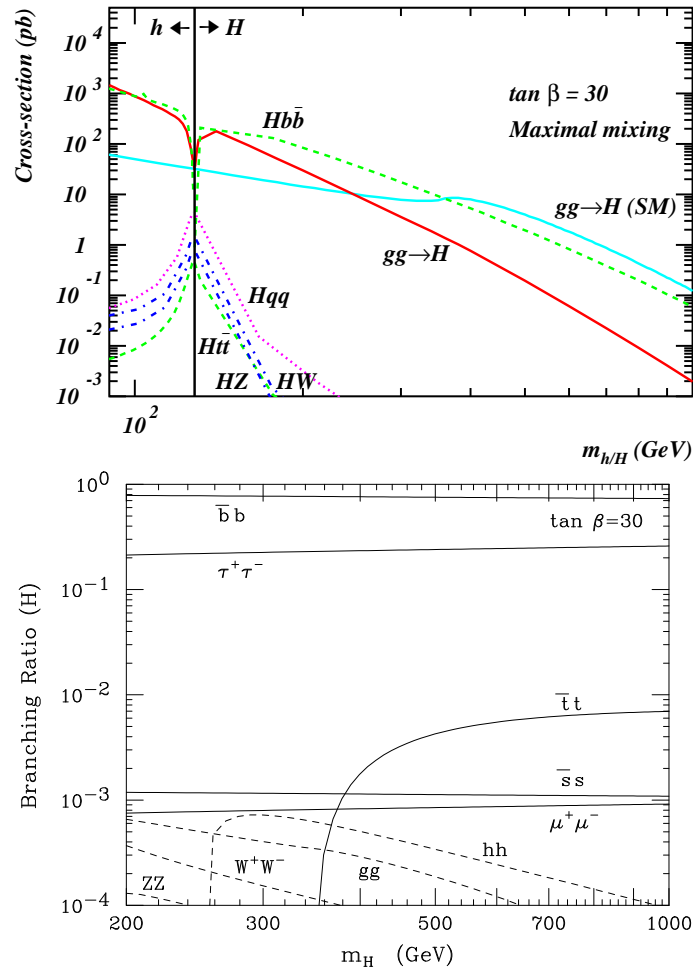 Cross-section (pb)
h ← → H
10^4
10^3
10^2
10
1
10^-1
10^-2
10^-3
tan β = 30
Maximal mixing
Hbb̄
gg→H (SM)
gg→H
Hqq
Htt̄
HZ HW
10^2
m_h/H (GeV)
Branching Ratio (H)
10^0
10^-1
10^-2
10^-3
10^-4
b̄b
tan β=30
τ^+τ^-
t̄t
s̄s
μ^+μ^-
hh
W^+W^-
gg
ZZ
200 300 500 700 1000
m_H (GeV)